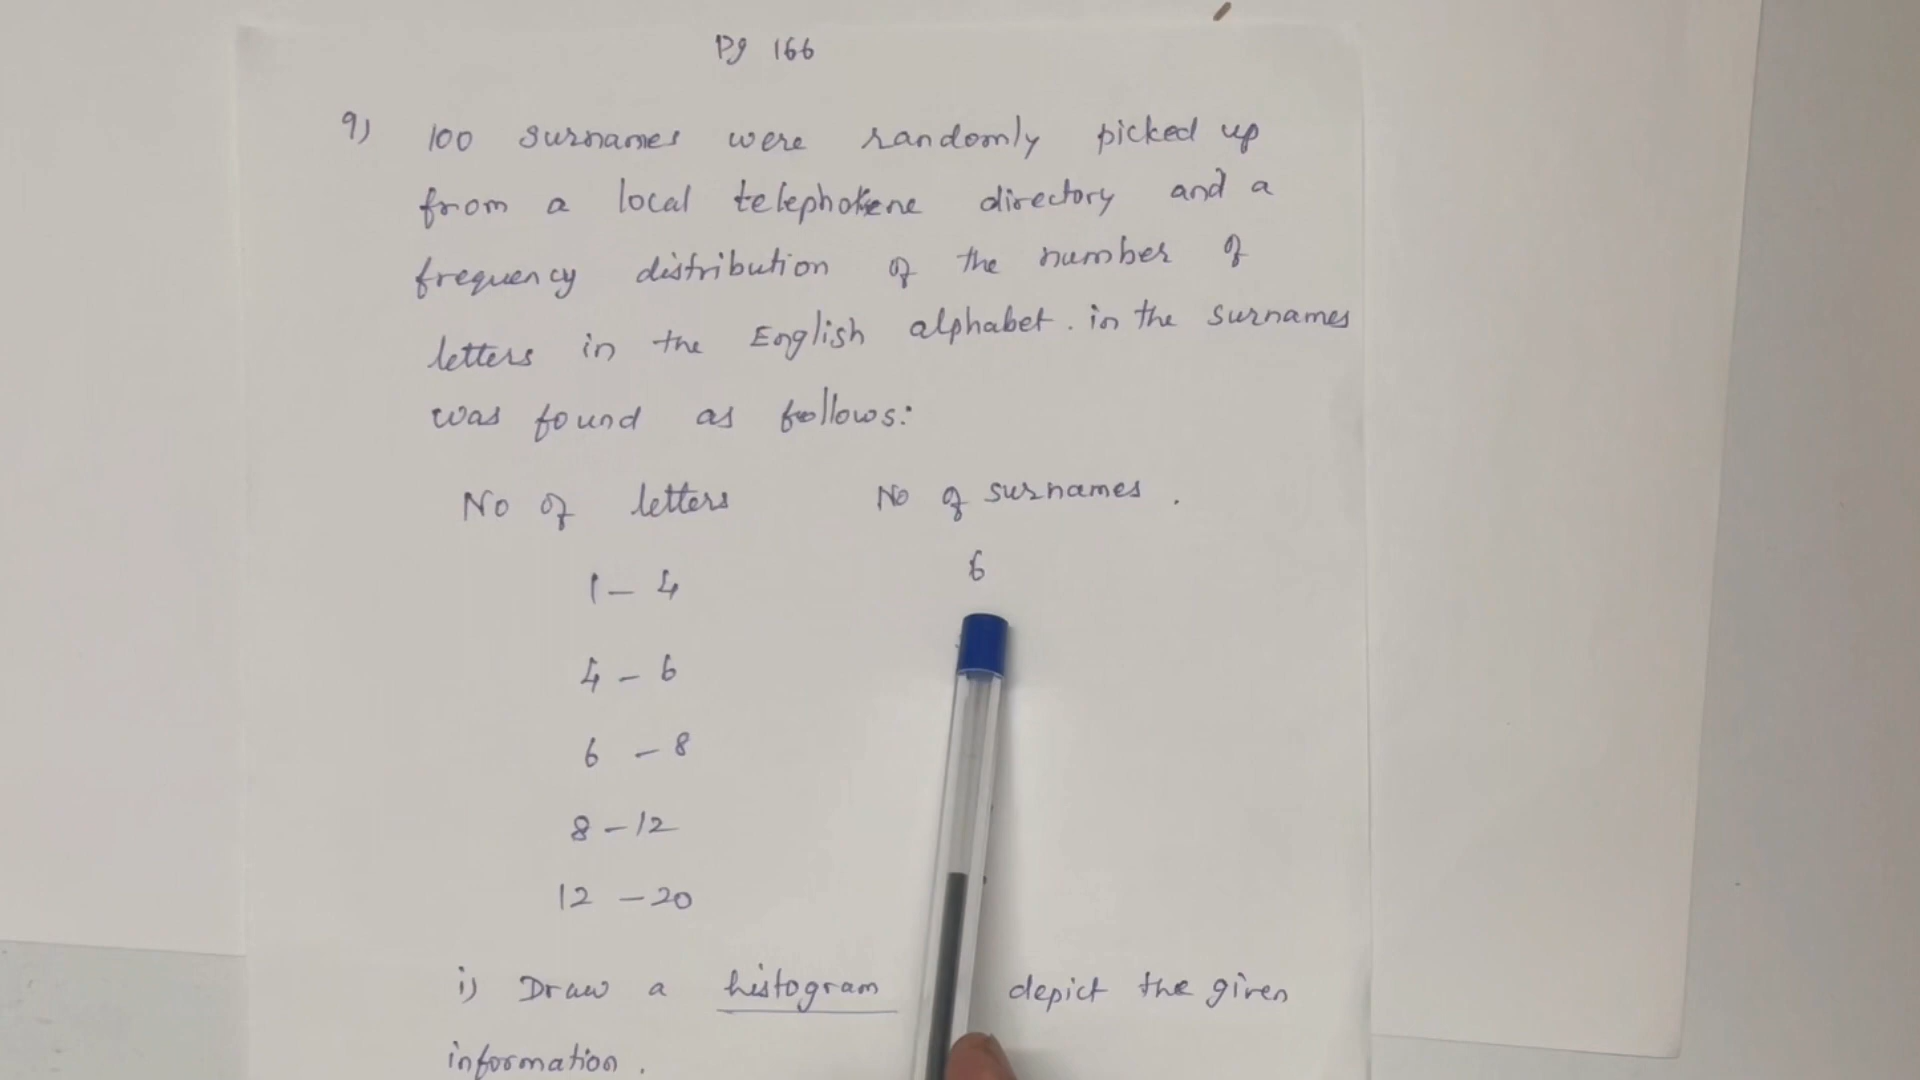 Pg 166
9) 100 surnames were randomly picked up
from a local telephone directory and a
frequency distribution of the number of
letters in the English alphabet. in the surnames
was found as follows:
No of letters No of surnames.
1 - 4 6
4 - 6
6 - 8
8 - 12
12 - 20
i) Draw a histogram depict the given
information.